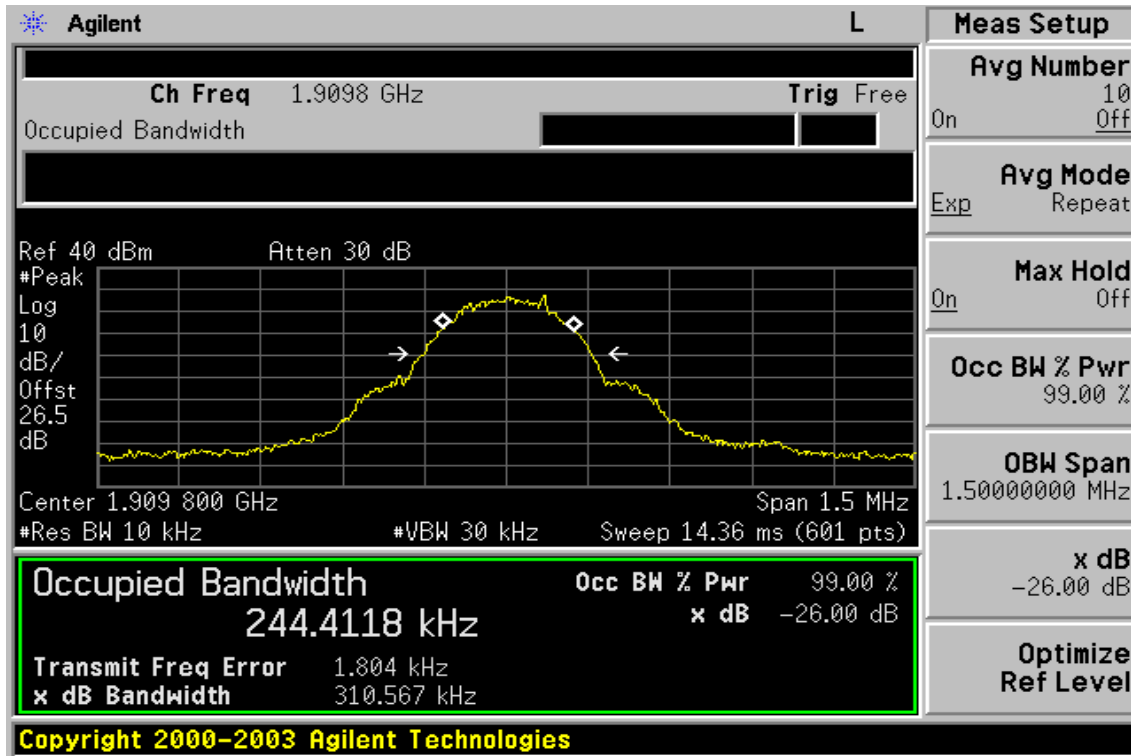 Agilent L Meas Setup
Ch Freq 1.9098 GHz Trig Free
Occupied Bandwidth
Ref 40 dBm Atten 30 dB
#Peak
Log
10
dB/
Offst
26.5
dB
Center 1.909 800 GHz Span 1.5 MHz
#Res BW 10 kHz #VBW 30 kHz Sweep 14.36 ms (601 pts)
Occupied Bandwidth Occ BW % Pwr 99.00 %
244.4118 kHz x dB -26.00 dB
Transmit Freq Error 1.804 kHz
x dB Bandwidth 310.567 kHz
Avg Number
10
On Off
Avg Mode
Exp Repeat
Max Hold
On Off
Occ BW % Pwr
99.00 %
OBW Span
1.50000000 MHz
x dB
-26.00 dB
Optimize
Ref Level
Copyright 2000-2003 Agilent Technologies